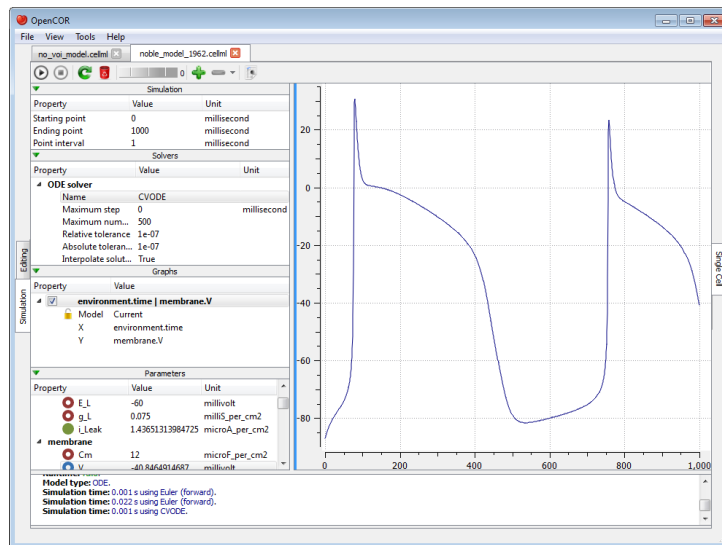 OpenCOR
File View Tools Help
no_voi_model.cellml noble_model_1962.cellml
0
Simulation
Property Value Unit
Starting point 0 millisecond
Ending point 1000 millisecond
Point interval 1 millisecond
Solvers
Property Value Unit
ODE solver
Name CVODE
Maximum step 0 millisecond
Maximum num... 500
Relative tolerance 1e-07
Absolute toleran... 1e-07
Interpolate solut... True
Graphs
Property Value
environment.time | membrane.V
Model Current
X environment.time
Y membrane.V
Parameters
Property Value Unit
E_L -60 millivolt
g_L 0.075 milliS_per_cm2
i_Leak 1.43651313984725 microA_per_cm2
membrane
Cm 12 microF_per_cm2
V -40.8464914687 millivolt
Editing
Simulation
Single Cell
20
0
-20
-40
-60
-80
0 200 400 600 800 1,000
Model type: ODE.
Simulation time: 0.001 s using Euler (forward).
Simulation time: 0.022 s using Euler (forward).
Simulation time: 0.001 s using CVODE.